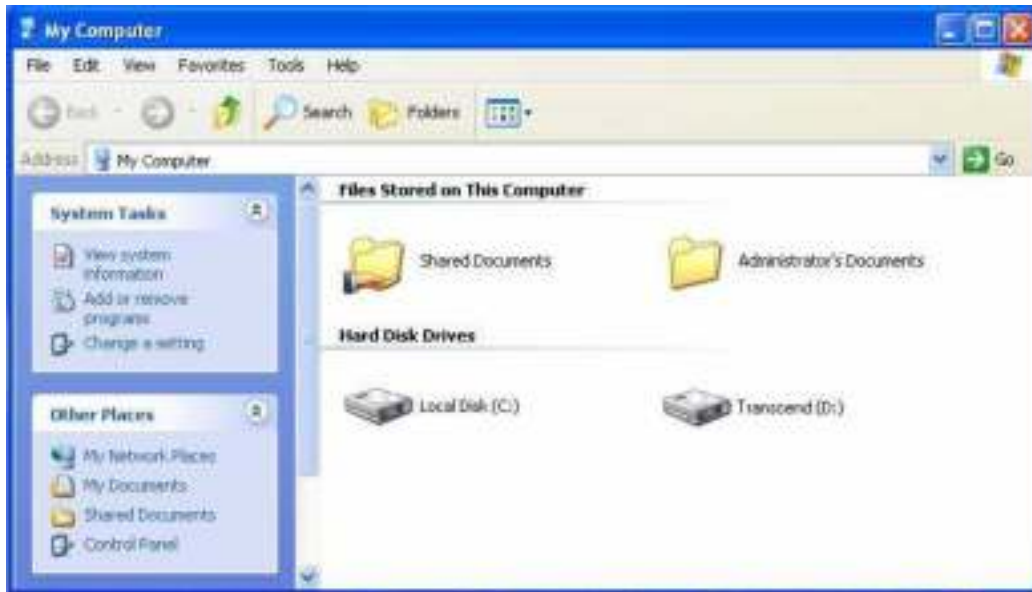 My Computer
File Edit View Favorites Tools Help
Back Search Folders
Address My Computer Go
System Tasks
View system
information
Add or remove
programs
Change a setting
Other Places
My Network Places
My Documents
Shared Documents
Control Panel
Files Stored on This Computer
Shared Documents Administrator's Documents
Hard Disk Drives
Local Disk (C:) Transcend (D:)